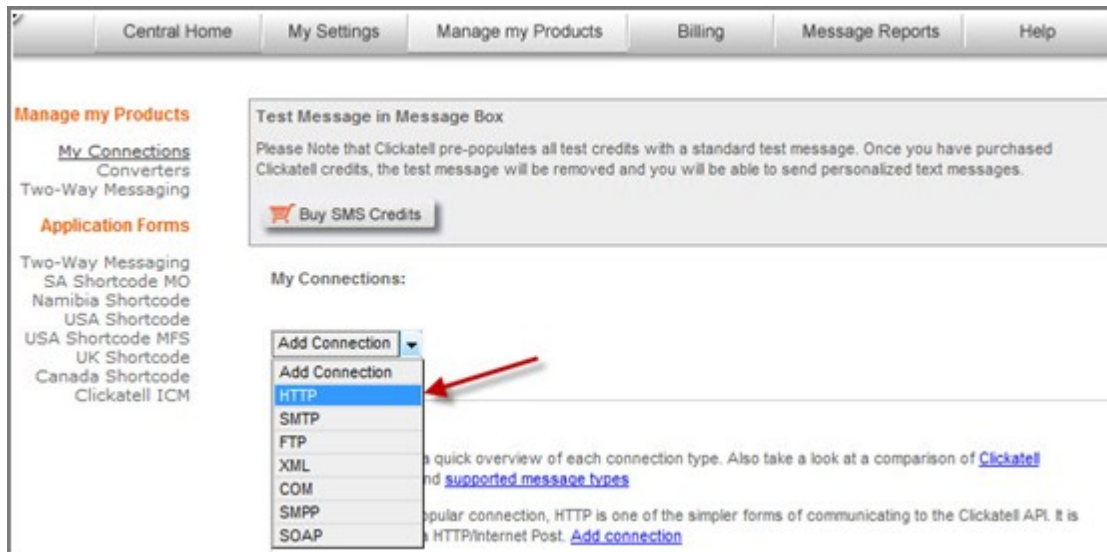 Central Home My Settings Manage my Products Billing Message Reports Help
Manage my Products
My Connections
Converters
Two-Way Messaging
Application Forms
Two-Way Messaging
SA Shortcode MO
Namibia Shortcode
USA Shortcode
USA Shortcode MFS
UK Shortcode
Canada Shortcode
Clickatell ICM
Test Message in Message Box
Please Note that Clickatell pre-populates all test credits with a standard test message. Once you have purchased
Clickatell credits, the test message will be removed and you will be able to send personalized text messages.
Buy SMS Credits
My Connections:
Add Connection
Add Connection
HTTP
SMTP
FTP
XML
COM
SMPP
SOAP
a quick overview of each connection type. Also take a look at a comparison of Clickatell
nd supported message types
opular connection, HTTP is one of the simpler forms of communicating to the Clickatell API. It is
a HTTP/Internet Post. Add connection